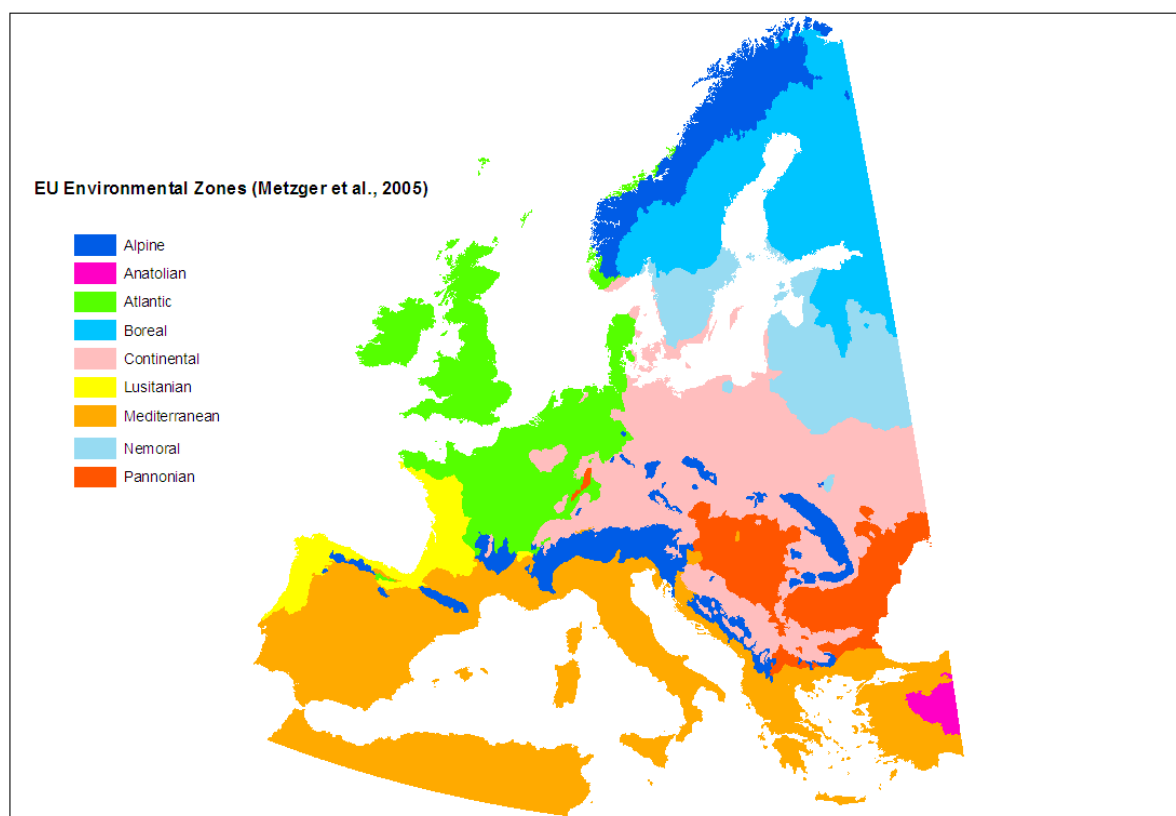 EU Environmental Zones (Metzger et al., 2005)
Alpine
Anatolian
Atlantic
Boreal
Continental
Lusitanian
Mediterranean
Nemoral
Pannonian